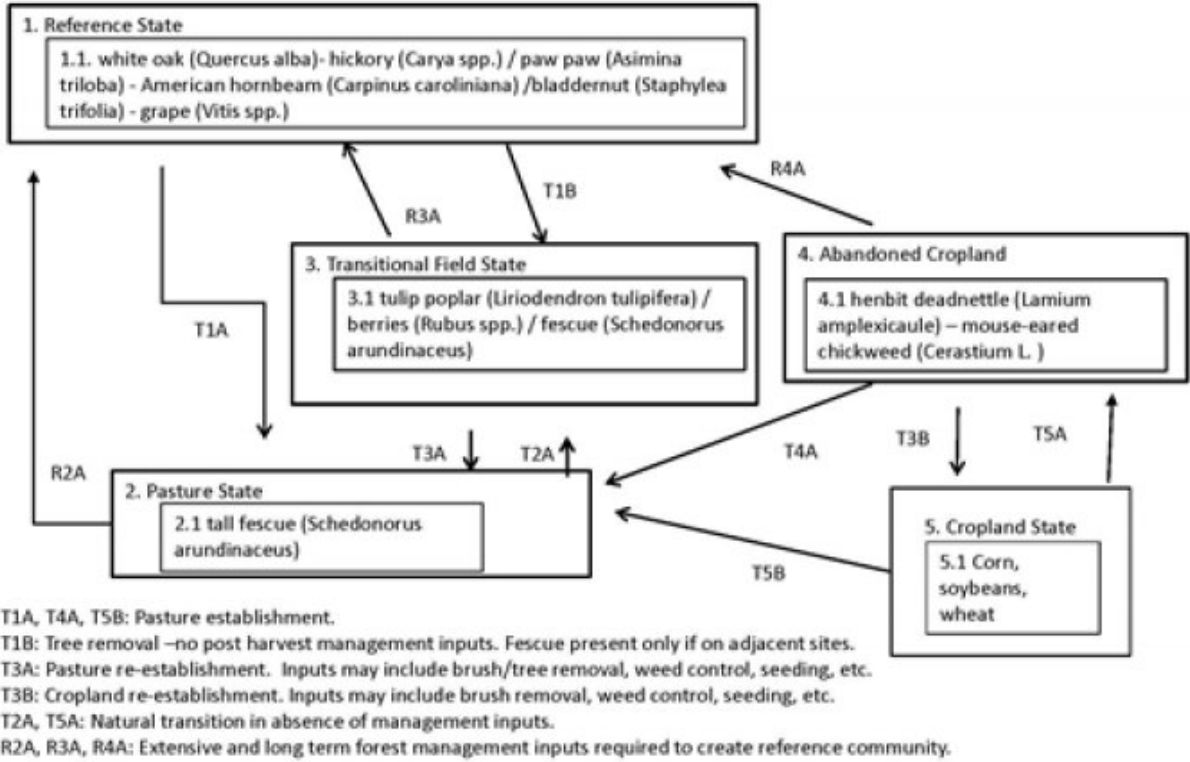 1. Reference State
1.1. white oak (Quercus alba)- hickory (Carya spp.) / paw paw (Asimina
triloba) - American hornbeam (Carpinus caroliniana) /bladdernut (Staphylea
trifolia) - grape (Vitis spp.)
R4A
T1B
R3A
3. Transitional Field State
3.1 tulip poplar (Liriodendron tulipifera) /
berries (Rubus spp.) / fescue (Schedonorus
arundinaceus)
4. Abandoned Cropland
4.1 henbit deadnettle (Lamium
amplexicaule) – mouse-eared
chickweed (Cerastium L. )
T1A
T3A
T2A
T4A
T3B
T5A
R2A
2. Pasture State
2.1 tall fescue (Schedonorus
arundinaceus)
5. Cropland State
5.1 Corn,
soybeans,
wheat
T5B
T1A, T4A, T5B: Pasture establishment.
T1B: Tree removal –no post harvest management inputs. Fescue present only if on adjacent sites.
T3A: Pasture re-establishment.  Inputs may include brush/tree removal, weed control, seeding, etc.
T3B: Cropland re-establishment. Inputs may include brush removal, weed control, seeding, etc.
T2A, T5A: Natural transition in absence of management inputs.
R2A, R3A, R4A: Extensive and long term forest management inputs required to create reference community.